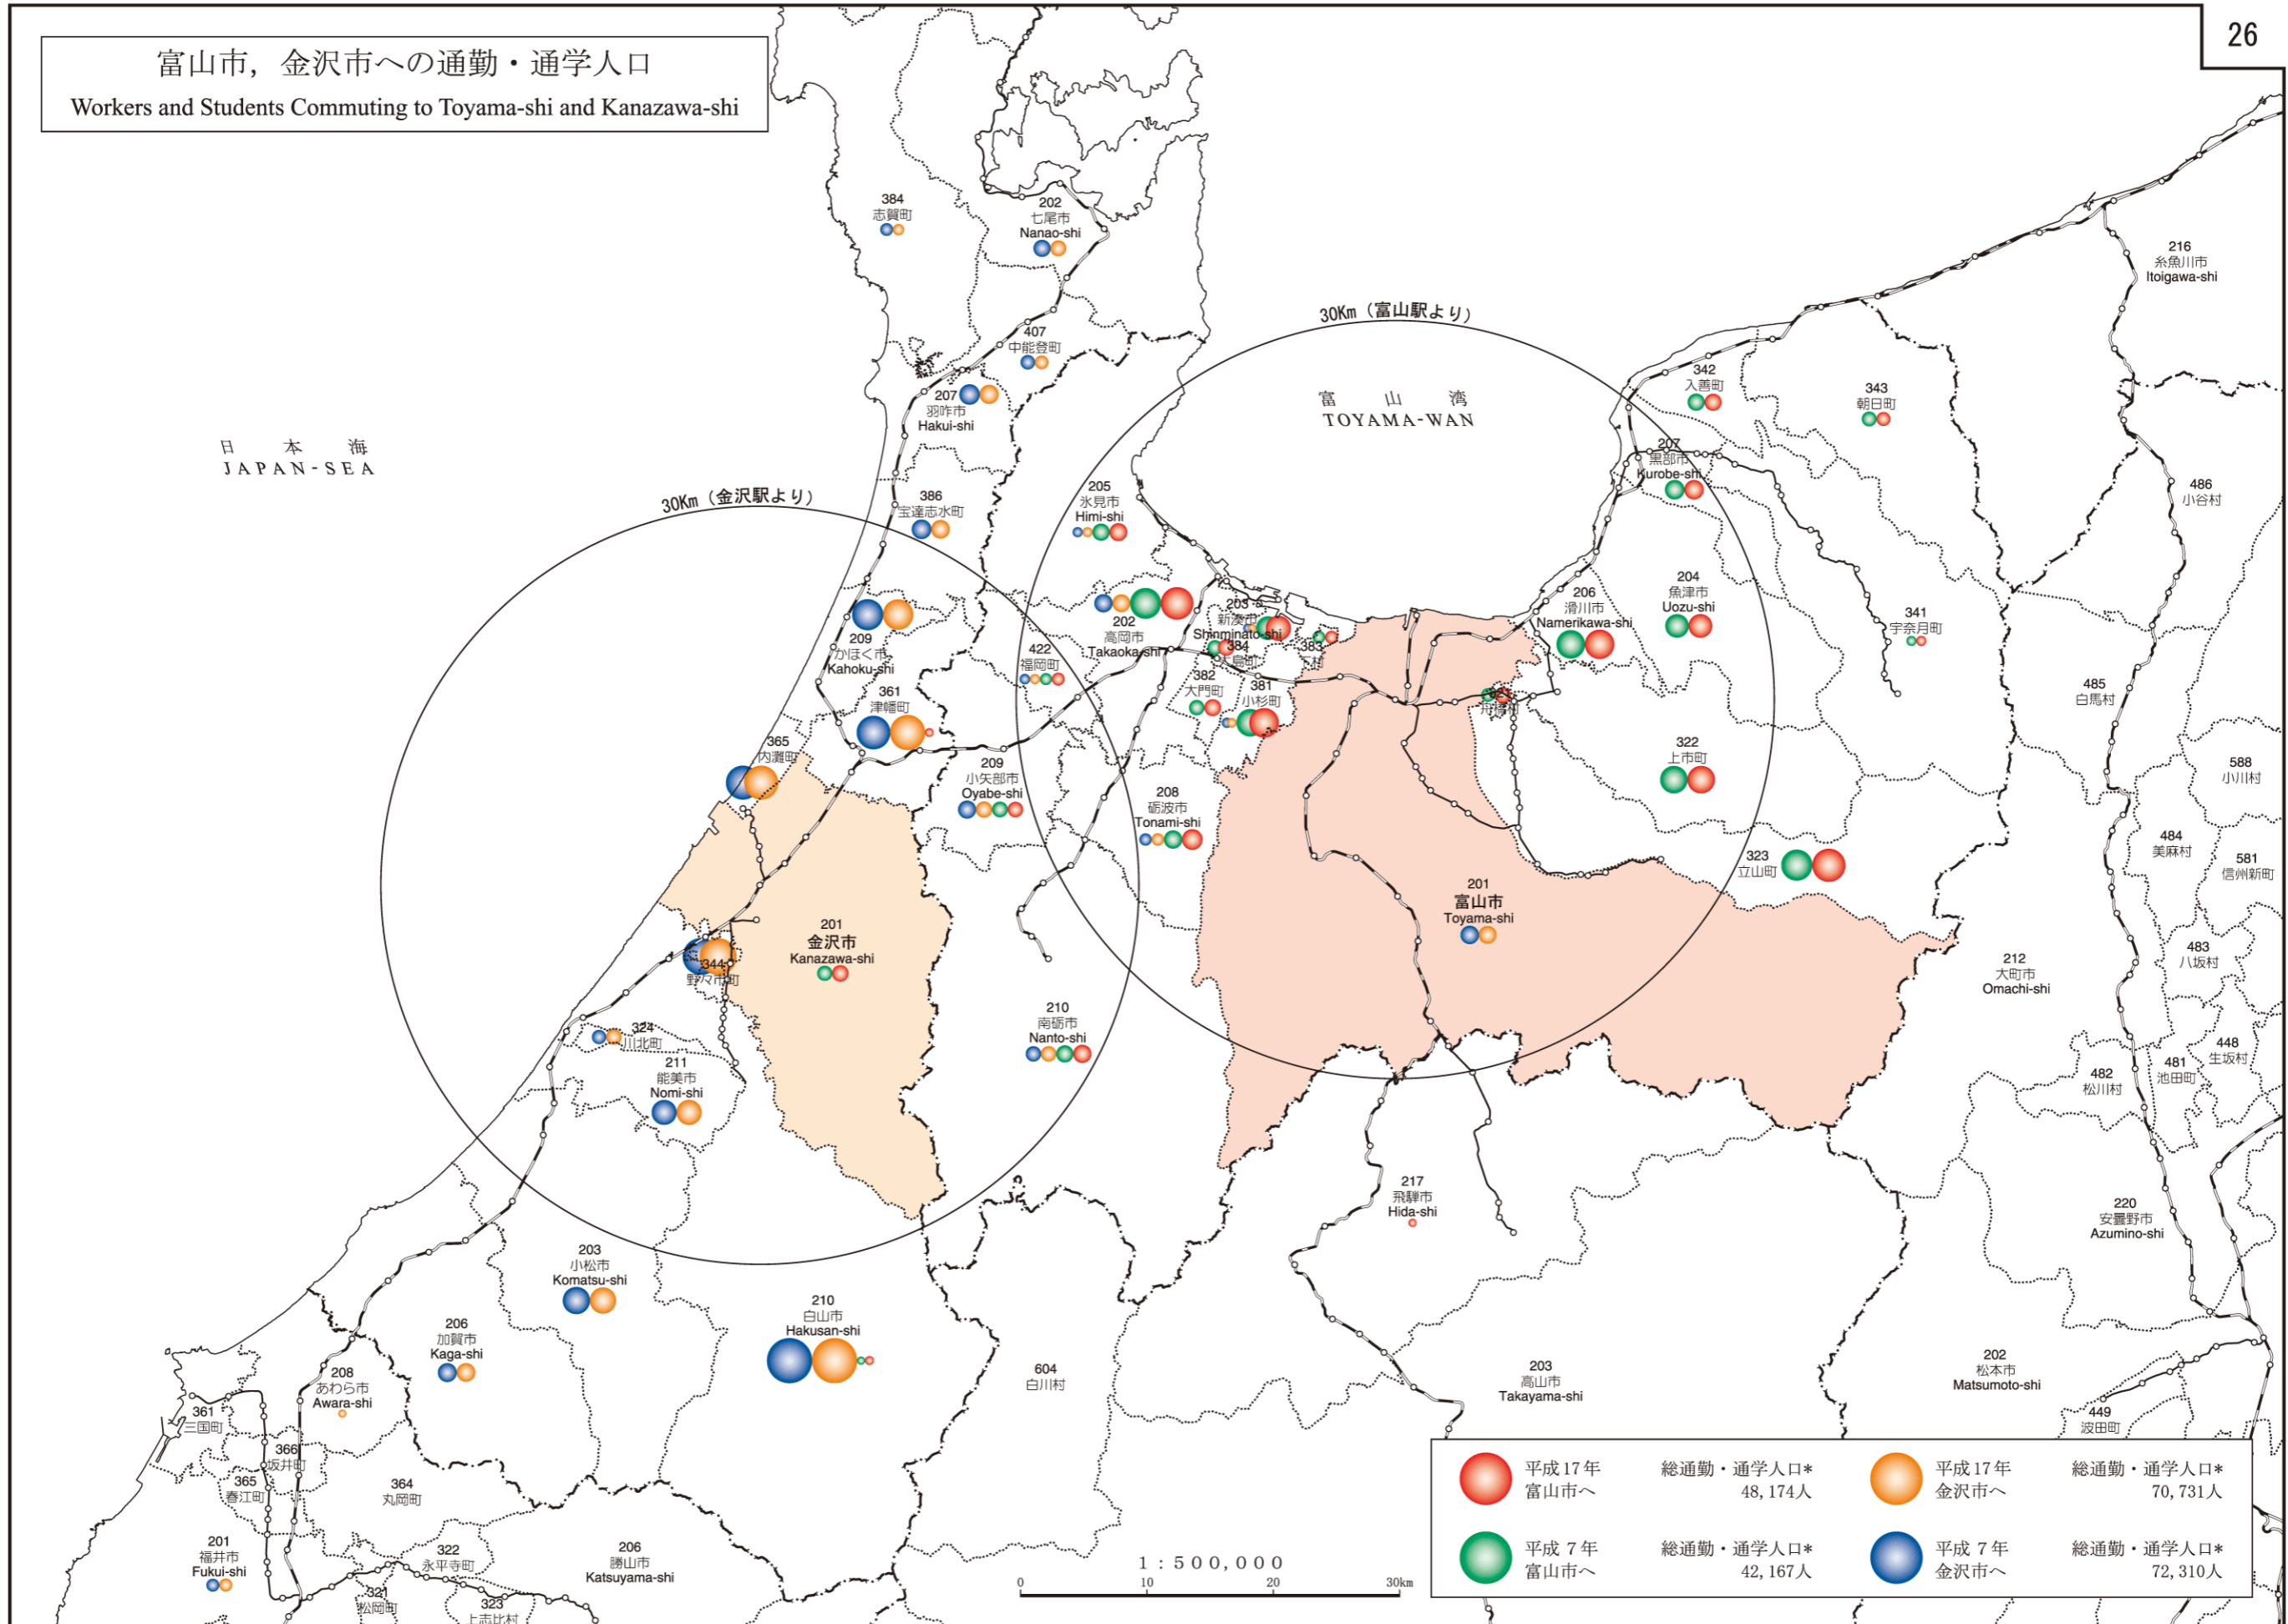 26
富山市，金沢市への通勤・通学人口
Workers and Students Commuting to Toyama-shi and Kanazawa-shi
384
志賀町
202
七尾市
Nanao-shi
216
糸魚川市
Itoigawa-shi
30Km（富山駅より）
407
中能登町
342
入善町
343
朝日町
富山湾
TOYAMA-WAN
207
羽咋市
Hakui-shi
日本海
JAPAN-SEA
207
黒部市
Kurobe-shi
30Km（金沢駅より）
386
宝達志水町
205
氷見市
Himi-shi
486
小谷村
204
魚津市
Uozu-shi
206
滑川市
Namerikawa-shi
341
宇奈月町
203
新湊市
Shinminato-shi
202
高岡市
Takaoka-shi
384
大島町
383
下村
209
かほく市
Kahoku-shi
422
福岡町
382
大門町
381
小杉町
321
舟橋村
485
白馬村
361
津幡町
365
内灘町
322
上市町
588
小川村
209
小矢部市
Oyabe-shi
208
砺波市
Tonami-shi
484
美麻村
581
信州新町
323
立山町
201
富山市
Toyama-shi
201
金沢市
Kanazawa-shi
483
八坂村
212
大町市
Omachi-shi
344
野々市町
210
南砺市
Nanto-shi
324
川北町
448
生坂村
481
池田町
482
松川村
211
能美市
Nomi-shi
217
飛騨市
Hida-shi
220
安曇野市
Azumino-shi
203
小松市
Komatsu-shi
210
白山市
Hakusan-shi
206
加賀市
Kaga-shi
604
白川村
203
高山市
Takayama-shi
202
松本市
Matsumoto-shi
208
あわら市
Awara-shi
361
三国町
449
波田町
366
坂井町
365
春江町
364
丸岡町
201
福井市
Fukui-shi
322
永平寺町
206
勝山市
Katsuyama-shi
321
松岡町
323
上志比村
1：500,000
0 10 20 30km
平成17年 総通勤・通学人口*
富山市へ 48,174人
平成17年 総通勤・通学人口*
金沢市へ 70,731人
平成 7年 総通勤・通学人口*
富山市へ 42,167人
平成 7年 総通勤・通学人口*
金沢市へ 72,310人